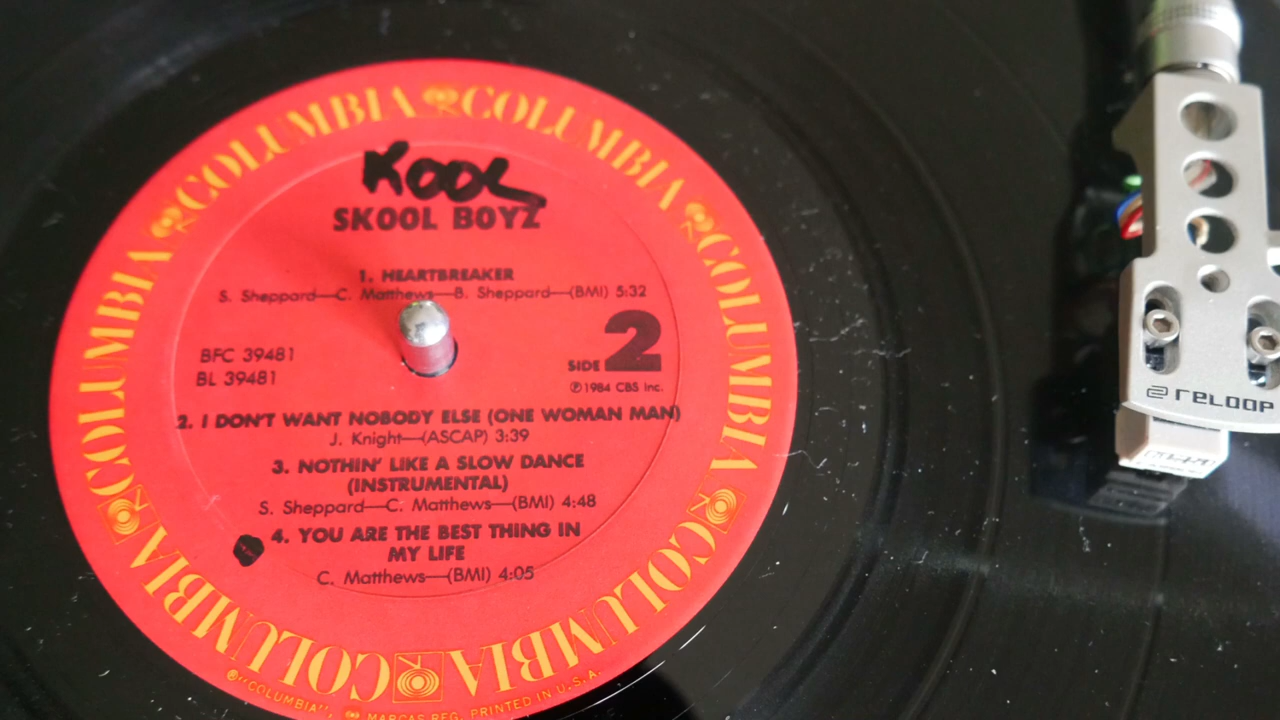 COLUMBIA COLUMBIA COLUMBIA COLUMBIA COLUMBIA COLUMBIA COLUMBIA COLUMBIA
KOOL
SKOOL BOYZ
1. HEARTBREAKER
S. Sheppard—C. Matthews—B. Sheppard—(BMI) 5:32
BFC 39481
BL 39481
SIDE 2
℗1984 CBS Inc.
2. I DON'T WANT NOBODY ELSE (ONE WOMAN MAN)
J. Knight—(ASCAP) 3:39
3. NOTHIN' LIKE A SLOW DANCE
(INSTRUMENTAL)
S. Sheppard—C. Matthews—(BMI) 4:48
4. YOU ARE THE BEST THING IN
MY LIFE
C. Matthews—(BMI) 4:05
®"COLUMBIA", MARCAS REG. PRINTED IN U.S.A.
reloop